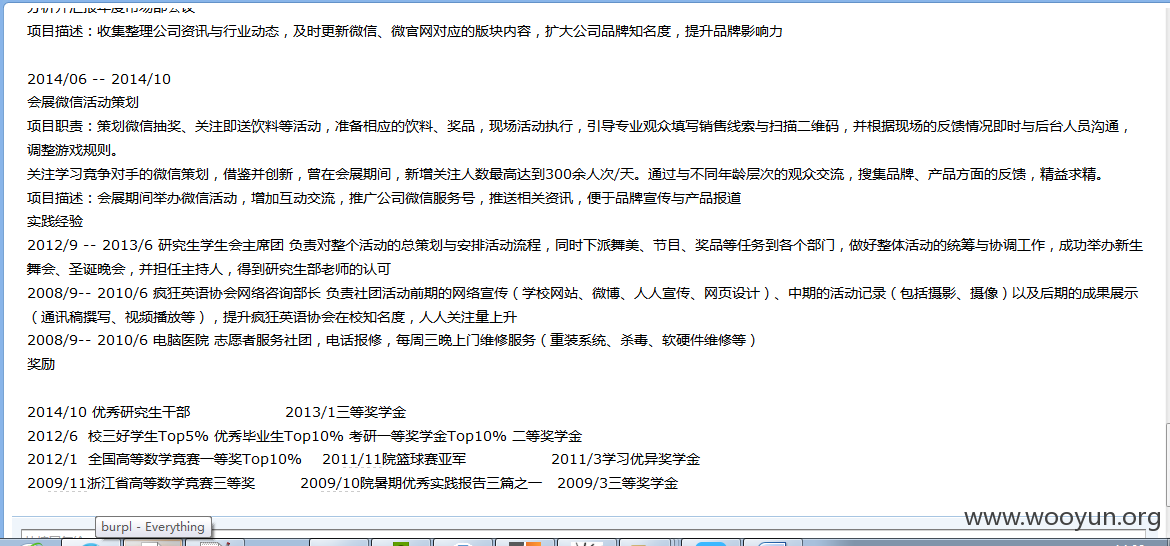 分析并汇报年度市场部会议
项目描述：收集整理公司资讯与行业动态，及时更新微信、微官网对应的版块内容，扩大公司品牌知名度，提升品牌影响力
2014/06 -- 2014/10
会展微信活动策划
项目职责：策划微信抽奖、关注即送饮料等活动，准备相应的饮料、奖品，现场活动执行，引导专业观众填写销售线索与扫描二维码，并根据现场的反馈情况即时与后台人员沟通，
调整游戏规则。
关注学习竞争对手的微信策划，借鉴并创新，曾在会展期间，新增关注人数最高达到300余人次/天。通过与不同年龄层次的观众交流，搜集品牌、产品方面的反馈，精益求精。
项目描述：会展期间举办微信活动，增加互动交流，推广公司微信服务号，推送相关资讯，便于品牌宣传与产品报道
实践经验
2012/9 -- 2013/6 研究生学生会主席团 负责对整个活动的总策划与安排活动流程，同时下派舞美、节目、奖品等任务到各个部门，做好整体活动的统筹与协调工作，成功举办新生
舞会、圣诞晚会，并担任主持人，得到研究生部老师的认可
2008/9-- 2010/6 疯狂英语协会网络咨询部长 负责社团活动前期的网络宣传（学校网站、微博、人人宣传、网页设计）、中期的活动记录（包括摄影、摄像）以及后期的成果展示
（通讯稿撰写、视频播放等），提升疯狂英语协会在校知名度，人人关注量上升
2008/9-- 2010/6 电脑医院 志愿者服务社团，电话报修，每周三晚上门维修服务（重装系统、杀毒、软硬件维修等）
奖励
2014/10 优秀研究生干部 2013/1三等奖学金
2012/6 校三好学生Top5% 优秀毕业生Top10% 考研一等奖学金Top10% 二等奖学金
2012/1 全国高等数学竞赛一等奖Top10% 2011/11院篮球赛亚军 2011/3学习优异奖学金
2009/11浙江省高等数学竞赛三等奖 2009/10院暑期优秀实践报告三篇之一 2009/3三等奖学金
www.wooyun.org
burpl - Everything